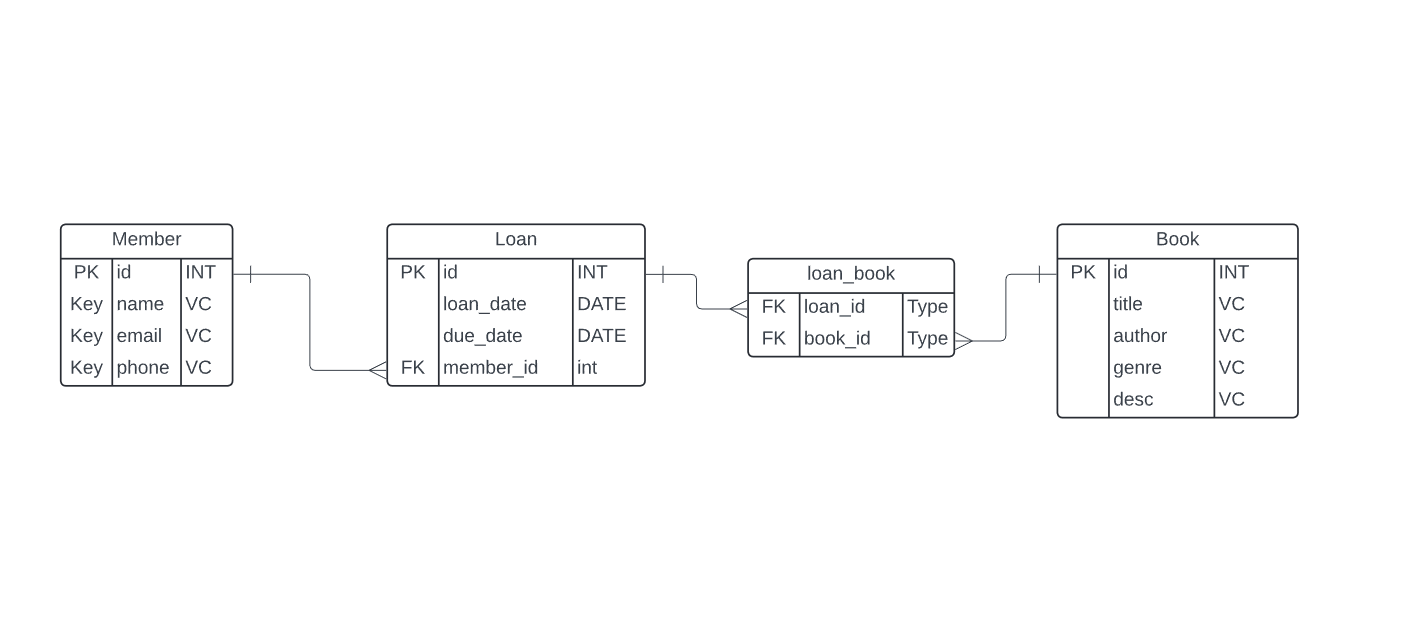 Member
PK id INT
Key name VC
Key email VC
Key phone VC
Loan
PK id INT
loan_date DATE
due_date DATE
FK member_id int
loan_book
FK loan_id Type
FK book_id Type
Book
PK id INT
title VC
author VC
genre VC
desc VC